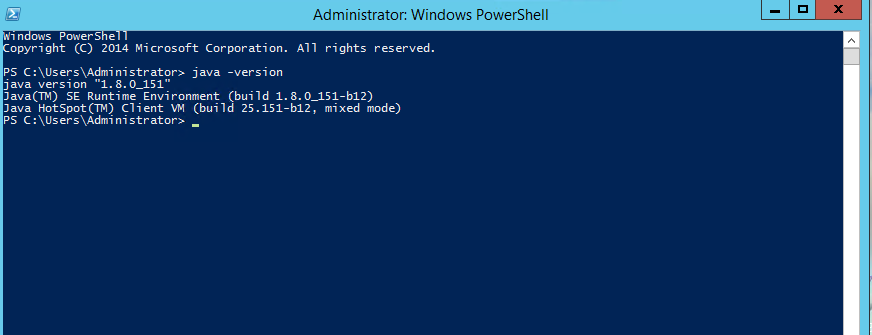 Administrator: Windows PowerShell
Windows PowerShell
Copyright (C) 2014 Microsoft Corporation. All rights reserved.
PS C:\Users\Administrator> java -version
java version "1.8.0_151"
Java(TM) SE Runtime Environment (build 1.8.0_151-b12)
Java HotSpot(TM) Client VM (build 25.151-b12, mixed mode)
PS C:\Users\Administrator>